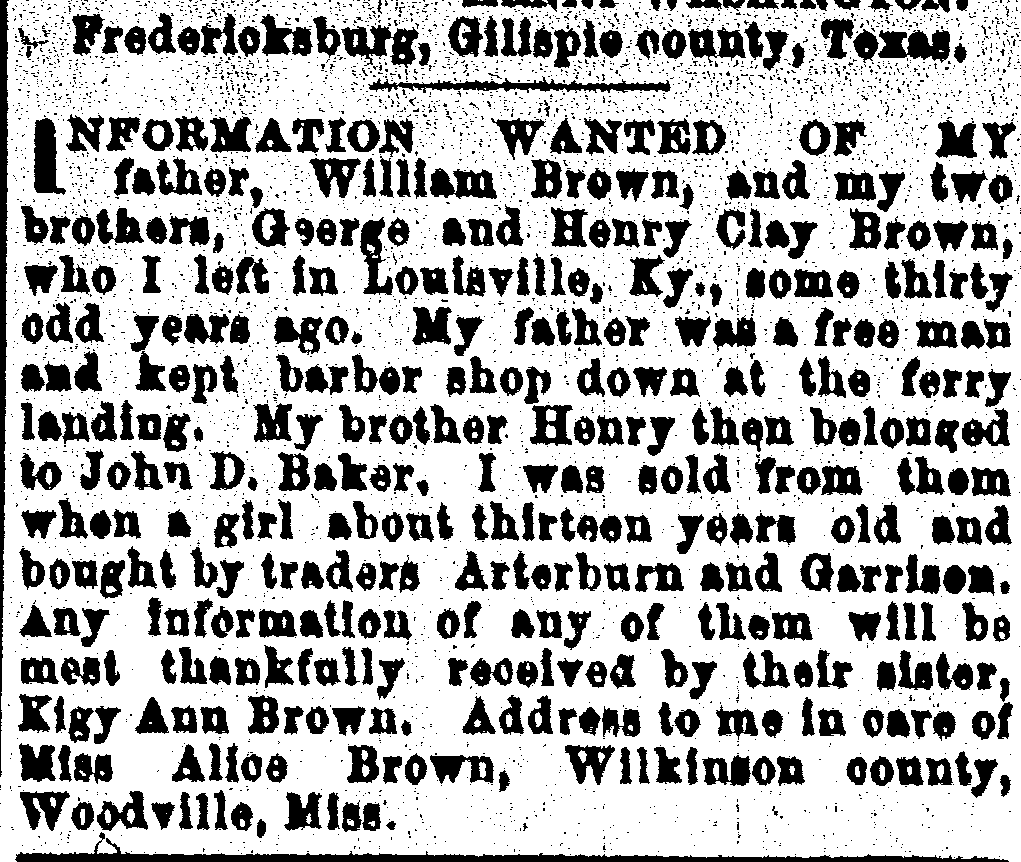 Fredericksburg, Gillspie county, Texas.
INFORMATION WANTED OF MY
father, William Brown, and my two
brothers, George and Henry Clay Brown,
who I left in Louisville, Ky., some thirty
odd years ago. My father was a free man
and kept barber shop down at the ferry
landing. My brother Henry then belonged
to John D. Baker. I was sold from them
when a girl about thirteen years old and
bought by traders Arterburn and Garrison.
Any information of any of them will be
most thankfully received by their sister,
Kigy Ann Brown. Address to me in care of
Miss Alice Brown, Wilkinson county,
Woodville, Miss.